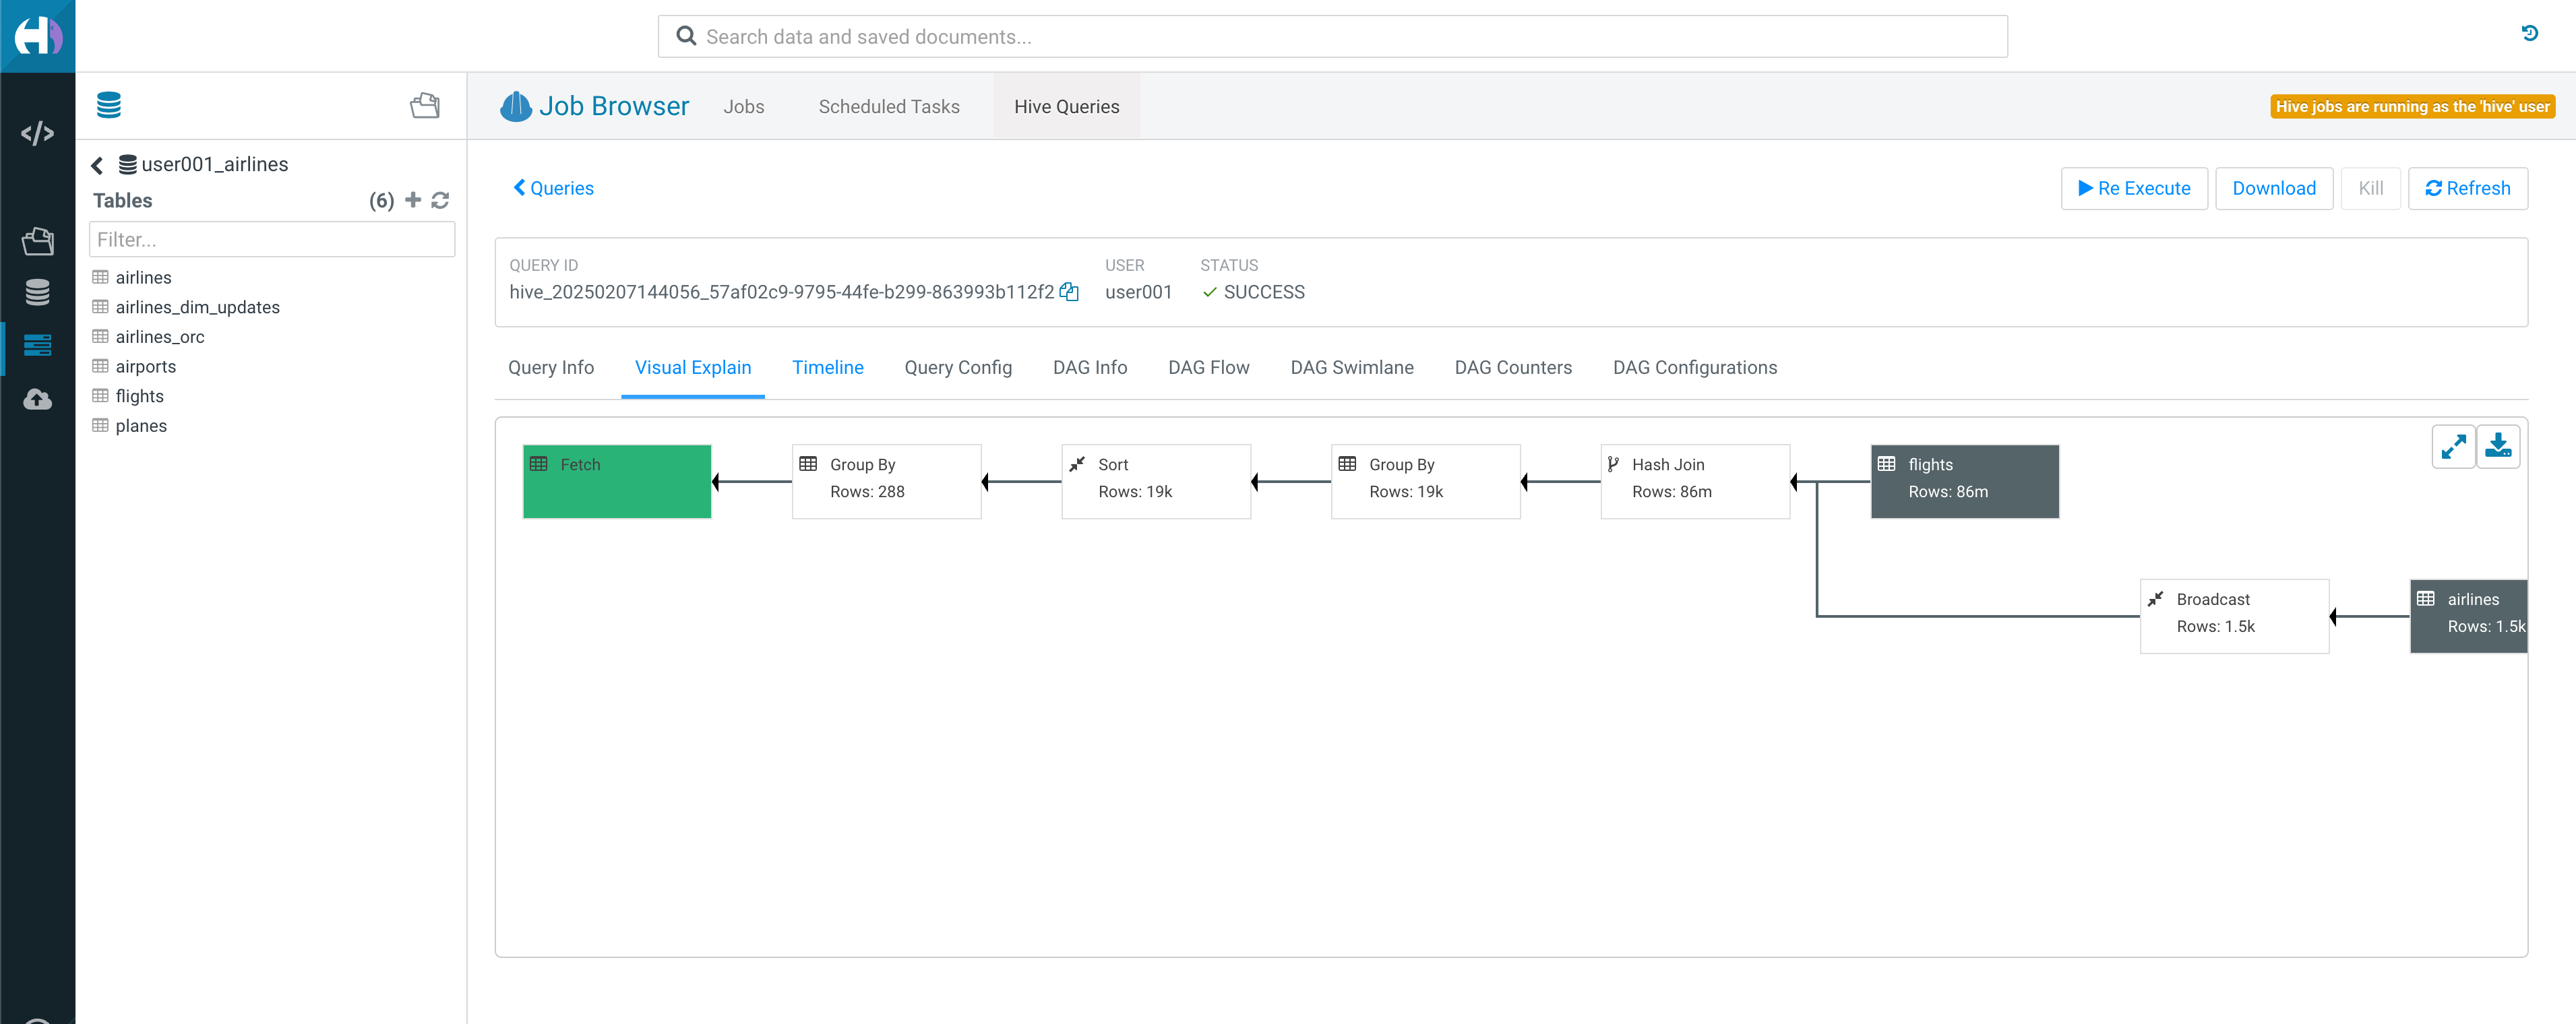 Search data and saved documents...
Job Browser
Jobs
Scheduled Tasks
Hive Queries
Hive jobs are running as the 'hive' user
user001_airlines
Tables
(6)
Filter...
airlines
airlines_dim_updates
airlines_orc
airports
flights
planes
Queries
Re Execute
Download
Kill
Refresh
QUERY ID
hive_20250207144056_57af02c9-9795-44fe-b299-863993b112f2
USER
user001
STATUS
SUCCESS
Query Info
Visual Explain
Timeline
Query Config
DAG Info
DAG Flow
DAG Swimlane
DAG Counters
DAG Configurations
Fetch
Group By
Rows: 288
Sort
Rows: 19k
Group By
Rows: 19k
Hash Join
Rows: 86m
flights
Rows: 86m
Broadcast
Rows: 1.5k
airlines
Rows: 1.5k